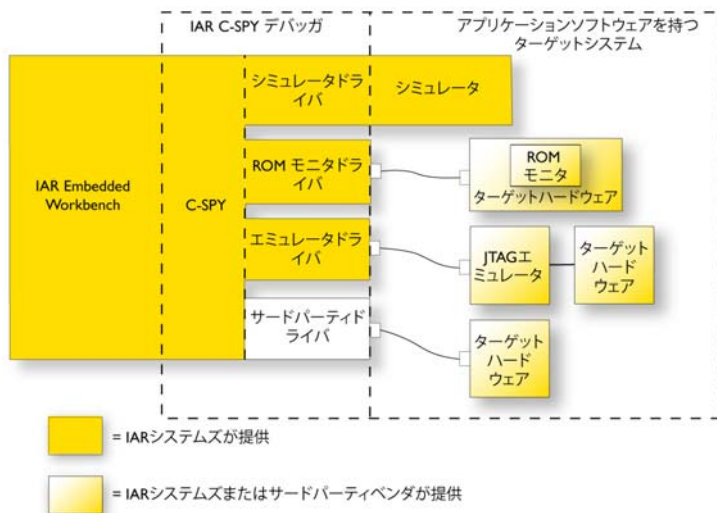 IAR C-SPY デバッガ
アプリケーションソフトウェアを持つ
ターゲットシステム
シミュレータドラ
イバ
シミュレータ
IAR Embedded
Workbench
C-SPY
ROM モニタドラ
イバ
ROM
モニタ
ターゲットハードウェア
エミュレータドラ
イバ
JTAGエ
ミュレータ
ターゲット
ハード
ウェア
サードパーティド
ライバ
ターゲット
ハード
ウェア
= IARシステムズが提供
= IARシステムズまたはサードパーティベンダが提供